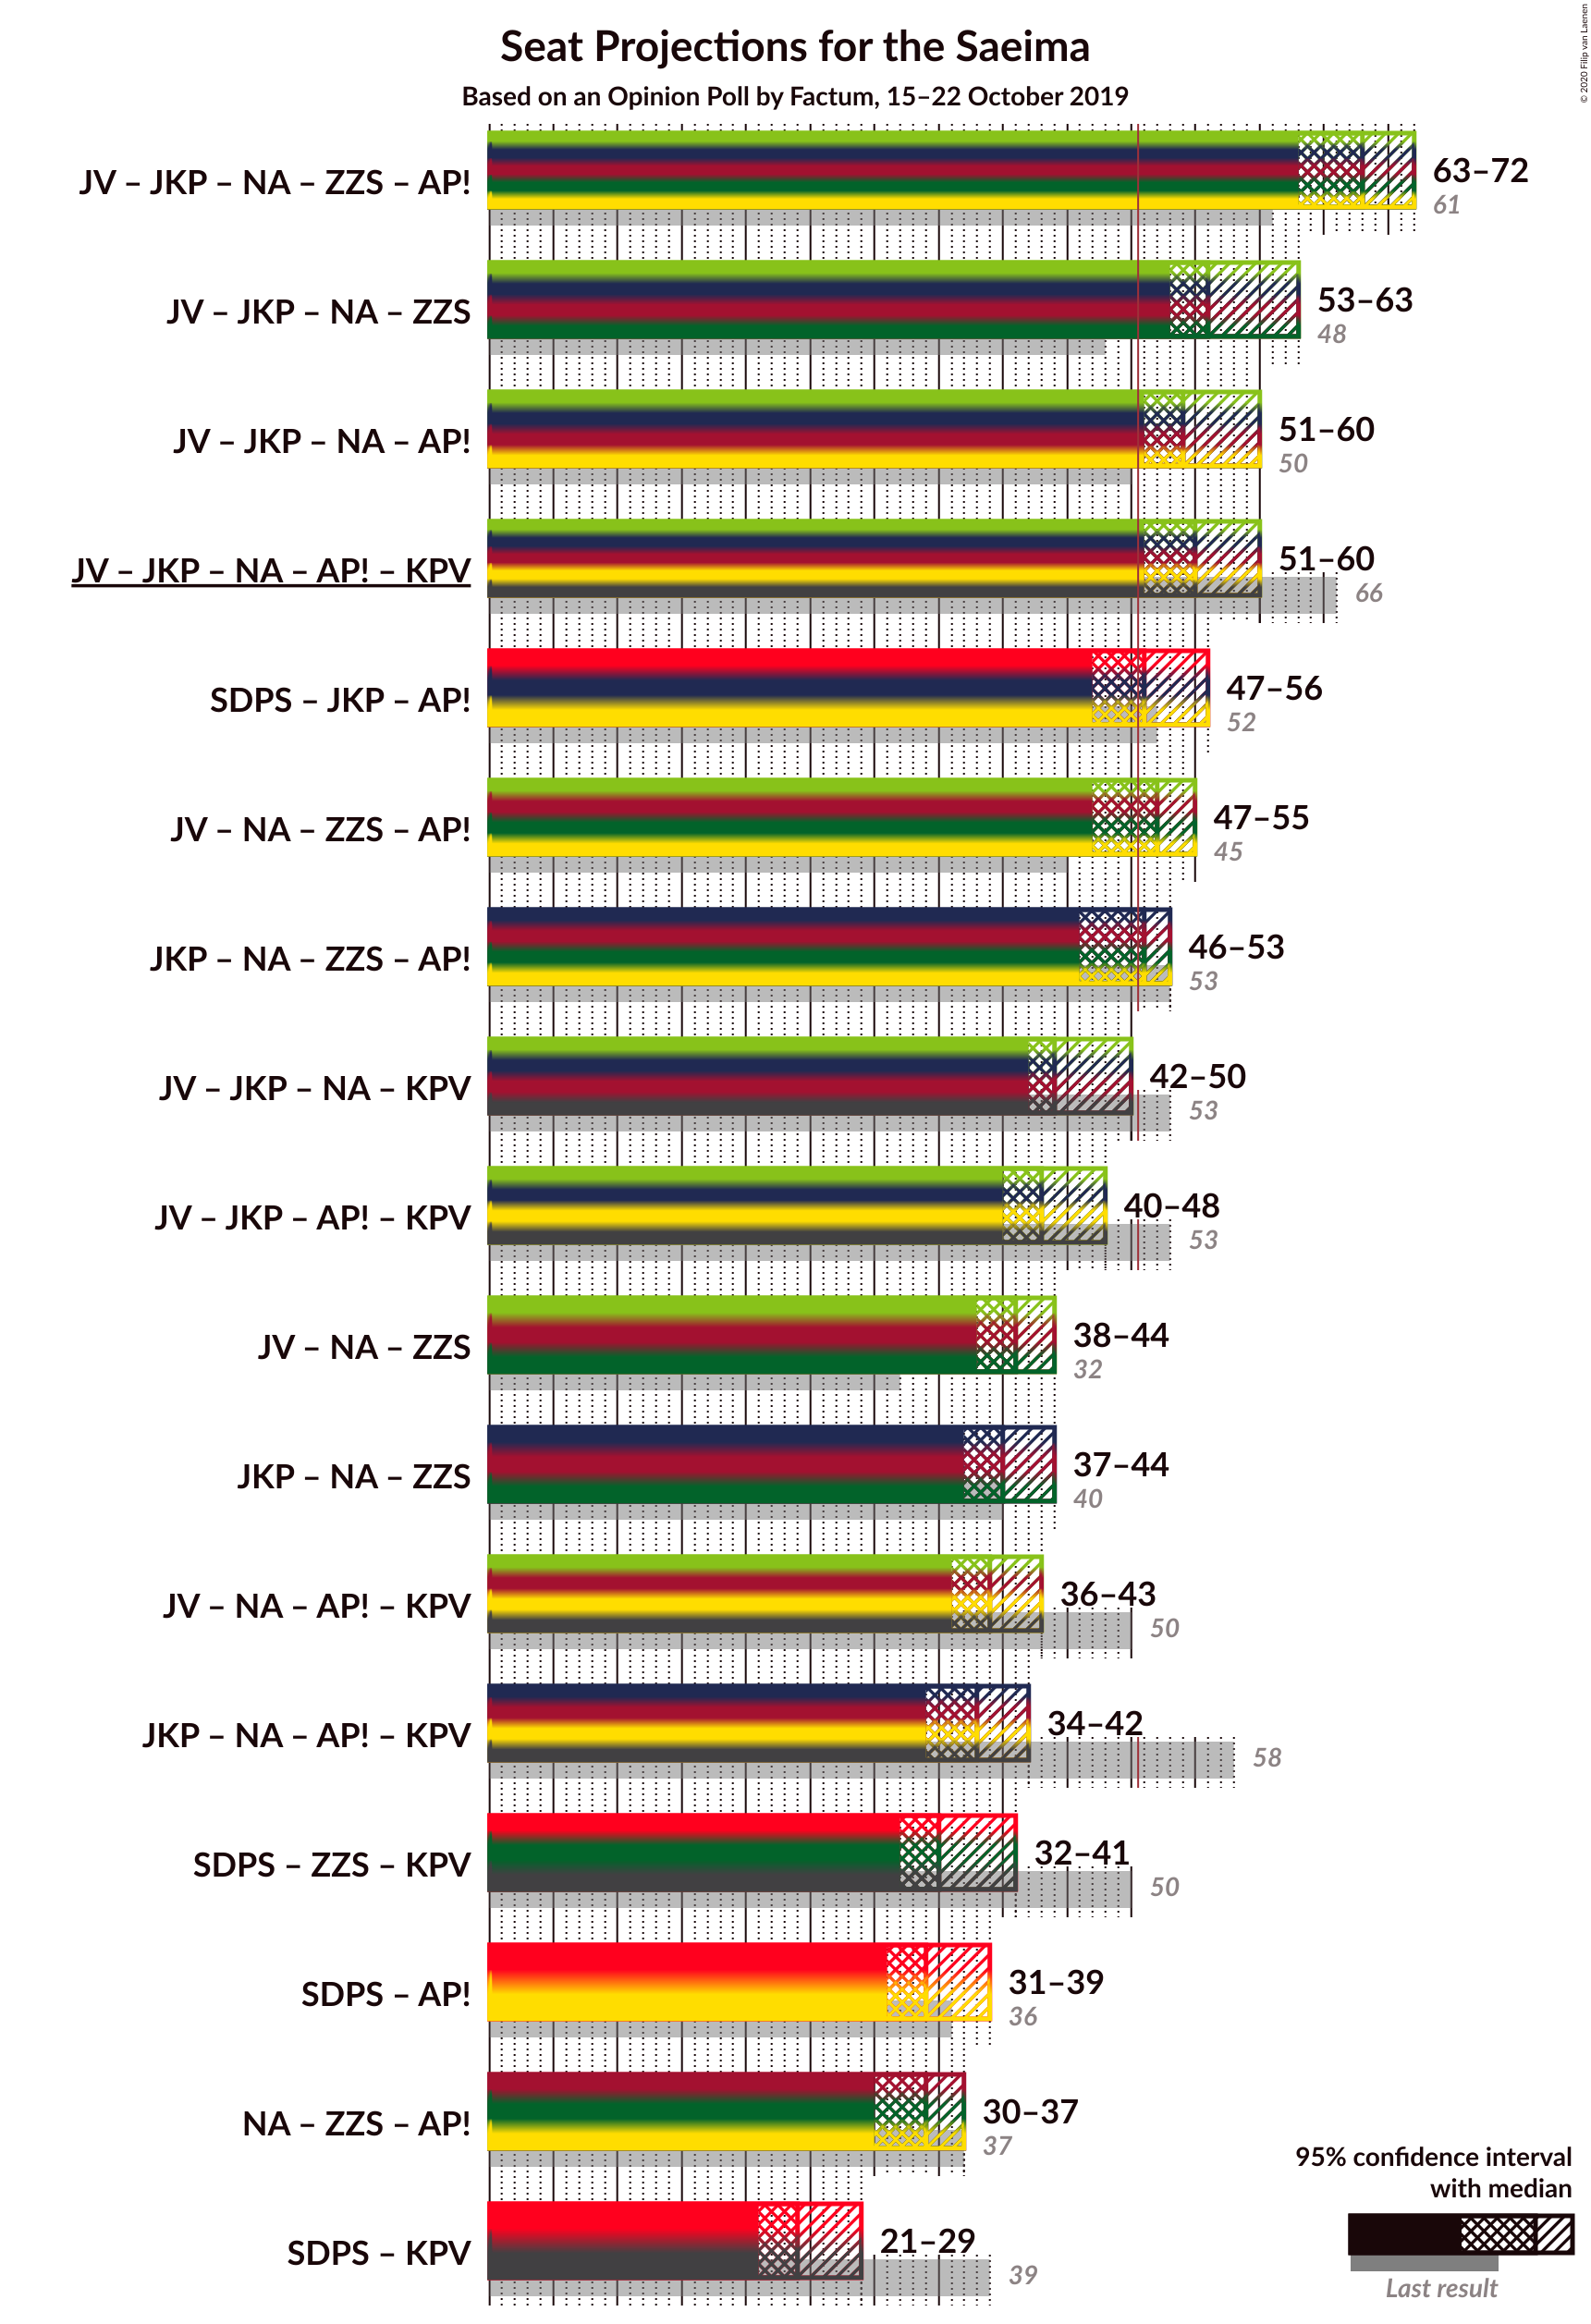 © 2020 Filip van Laenen
Seat Projections for the Saeima
Based on an Opinion Poll by Factum, 15–22 October 2019
JV – JKP – NA – ZZS – AP!
63–72
61
JV – JKP – NA – ZZS
53–63
48
JV – JKP – NA – AP!
51–60
50
JV – JKP – NA – AP! – KPV
51–60
66
SDPS – JKP – AP!
47–56
52
JV – NA – ZZS – AP!
47–55
45
JKP – NA – ZZS – AP!
46–53
53
JV – JKP – NA – KPV
42–50
53
JV – JKP – AP! – KPV
40–48
53
JV – NA – ZZS
38–44
32
JKP – NA – ZZS
37–44
40
JV – NA – AP! – KPV
36–43
50
JKP – NA – AP! – KPV
34–42
58
SDPS – ZZS – KPV
32–41
50
SDPS – AP!
31–39
36
NA – ZZS – AP!
30–37
37
SDPS – KPV
21–29
39
95% confidence interval
with median
Last result